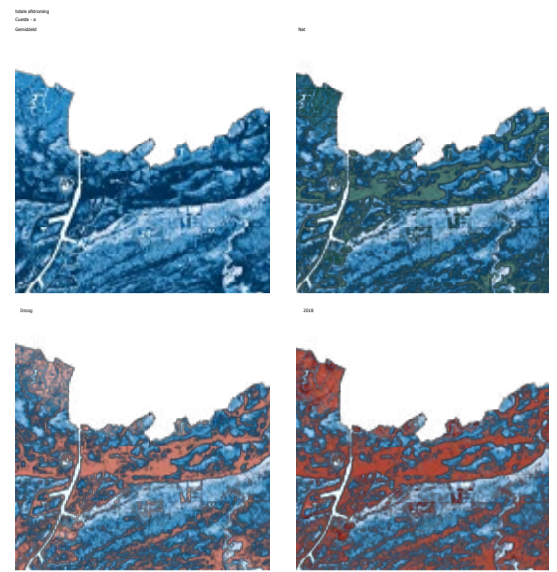 totale afstroming
Cuesta - a
Gemiddeld
Nat
Droog
2018